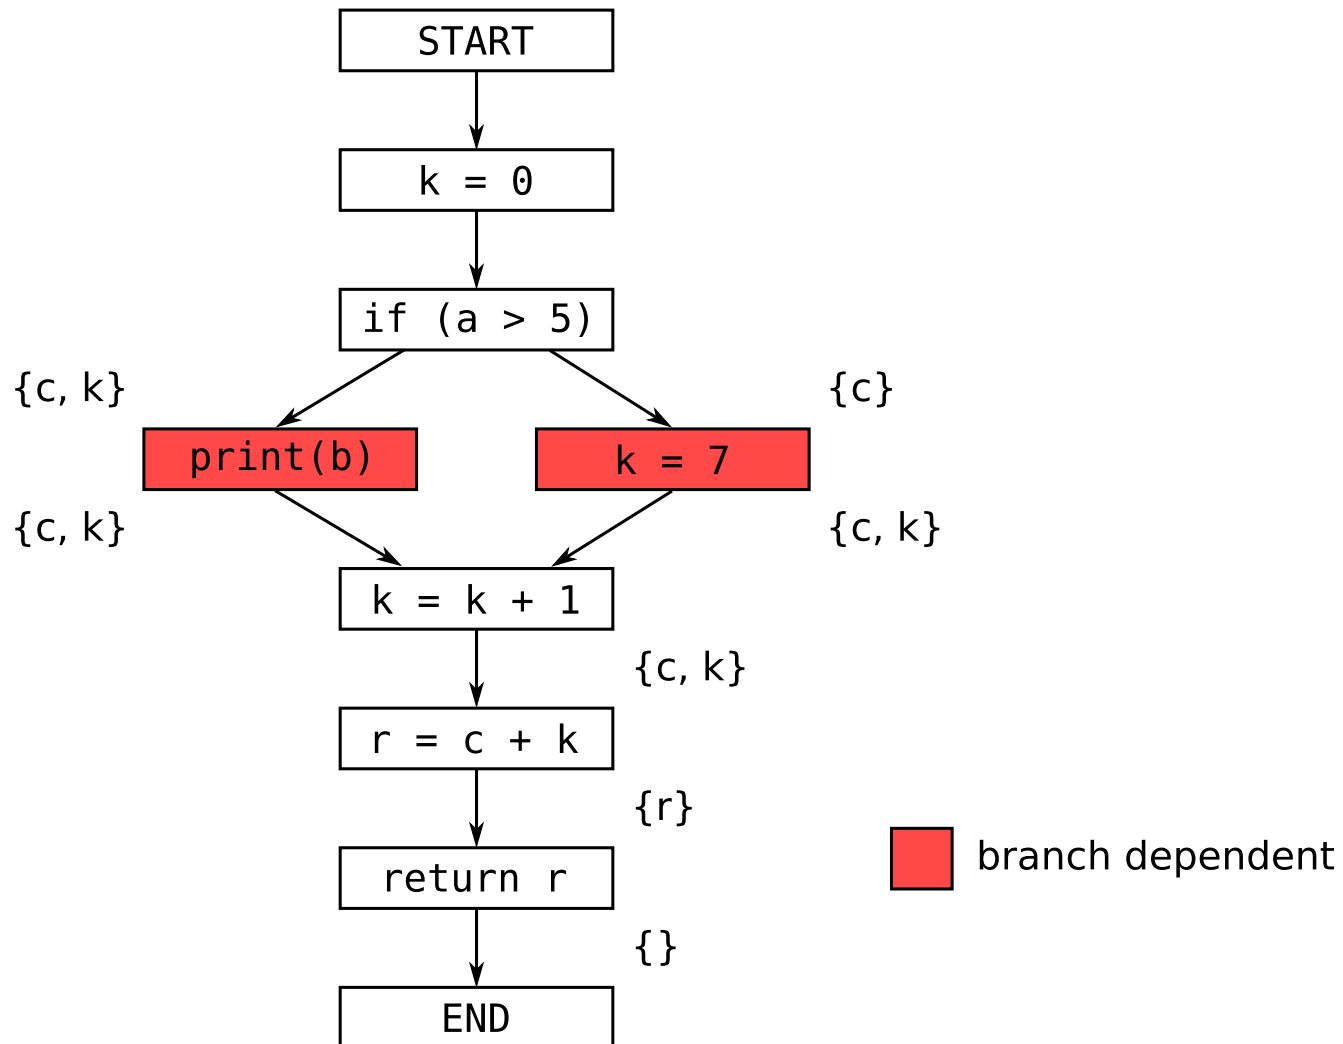 START
k = 0
if (a > 5)
{c, k}
{c}
print(b)
k = 7
{c, k}
{c, k}
k = k + 1
{c, k}
r = c + k
{r}
branch dependent
return r
{}
END